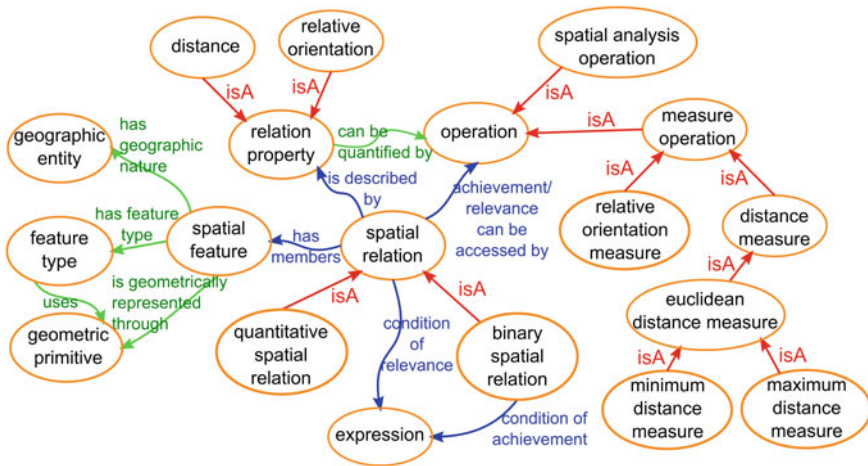 distance
relative
orientation
spatial analysis
operation
isA
isA
isA
geographic
entity
has
geographic
nature
relation
property
can be
quantified by
operation
isA
measure
operation
is described
by
achievement/
relevance
can be
accessed by
isA
isA
feature
type
has feature
type
spatial
feature
has
members
spatial
relation
relative
orientation
measure
distance
measure
uses
is geometrically
represented
through
isA
isA
isA
euclidean
distance measure
geometric
primitive
quantitative
spatial
relation
condition
of
relevance
binary
spatial
relation
isA
isA
minimum
distance
measure
maximum
distance
measure
expression
condition of
achievement